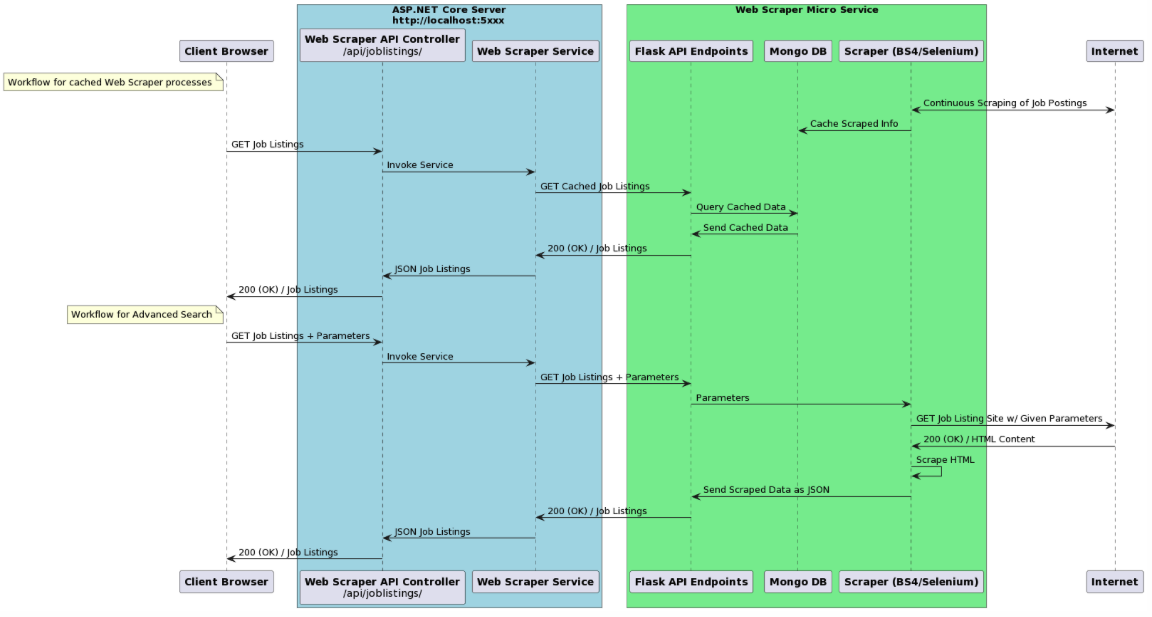 ASP.NET Core Server
http://localhost:5xxx
Web Scraper Micro Service
Client Browser
Web Scraper API Controller
/api/joblistings/
Web Scraper Service
Flask API Endpoints
Mongo DB
Scraper (BS4/Selenium)
Internet
Workflow for cached Web Scraper processes
Continuous Scraping of Job Postings
Cache Scraped Info
GET Job Listings
Invoke Service
GET Cached Job Listings
Query Cached Data
Send Cached Data
200 (OK) / Job Listings
JSON Job Listings
200 (OK) / Job Listings
Workflow for Advanced Search
GET Job Listings + Parameters
Invoke Service
GET Job Listings + Parameters
Parameters
GET Job Listing Site w/ Given Parameters
200 (OK) / HTML Content
Scrape HTML
Send Scraped Data as JSON
200 (OK) / Job Listings
JSON Job Listings
200 (OK) / Job Listings
Client Browser
Web Scraper API Controller
/api/joblistings/
Web Scraper Service
Flask API Endpoints
Mongo DB
Scraper (BS4/Selenium)
Internet